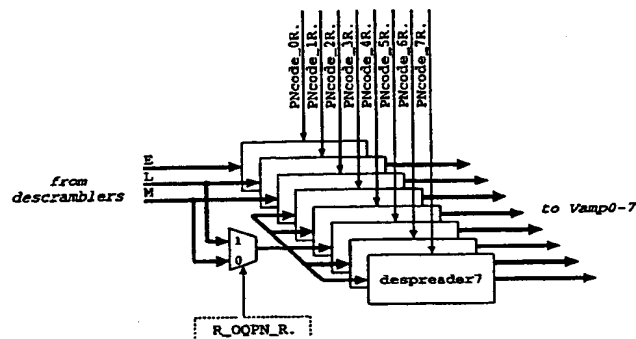 PNcode_0R.
PNcode_1R.
PNcode_2R.
PNcode_3R.
PNcode_4R.
PNcode_5R.
PNcode_6R.
PNcode_7R.
E
L
M
from
descramblers
to Vamp0-7
1
0
despreader7
R_OQPN_R.